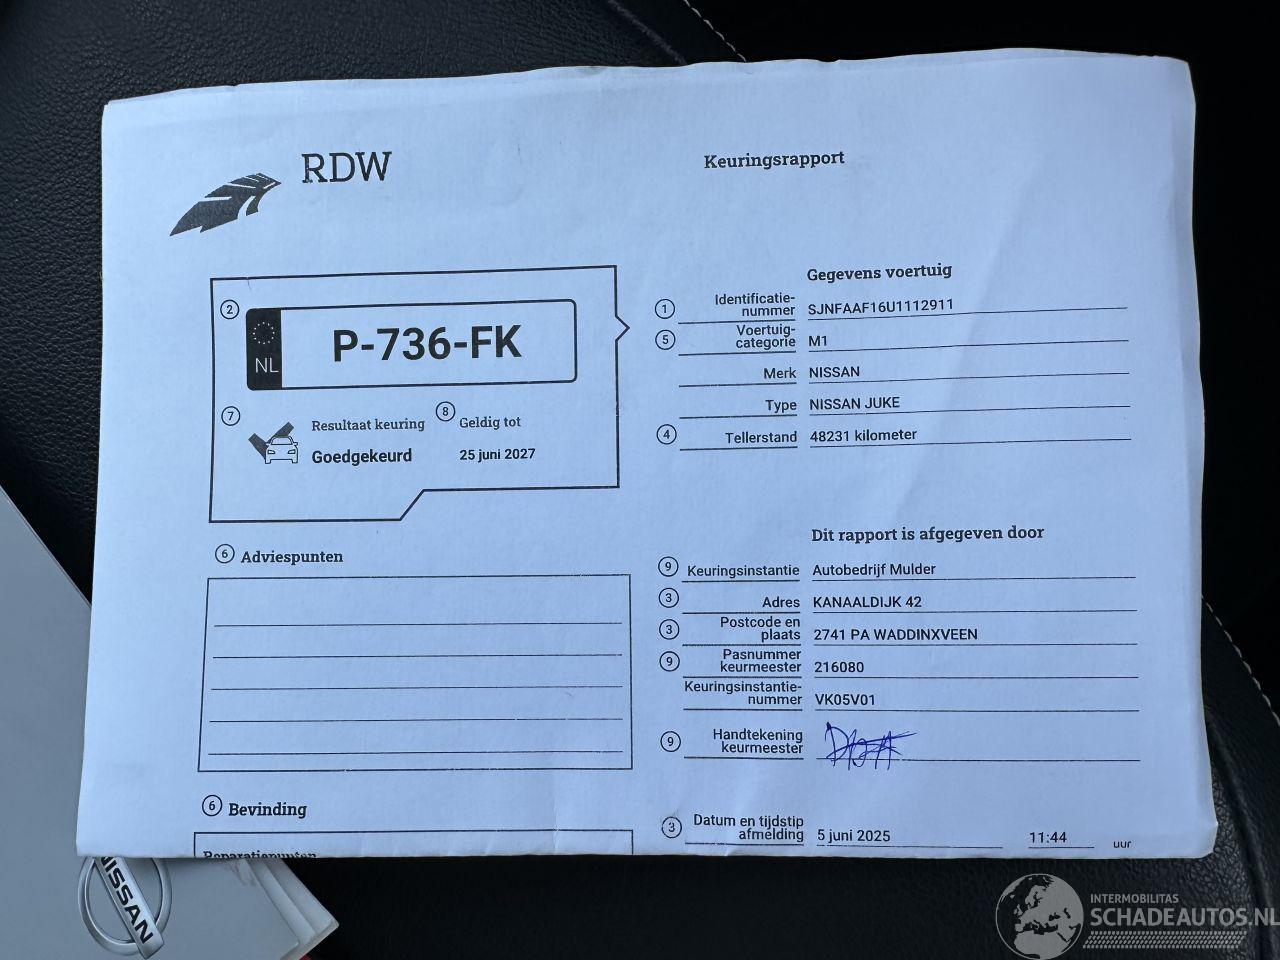 RDW
Keuringsrapport
2
NL
P-736-FK
7
Resultaat keuring
Goedgekeurd
8
Geldig tot
25 juni 2027
6 Adviespunten
6 Bevinding
Reparatiepunten
Gegevens voertuig
1 Identificatie-
nummer SJNFAAF16U1112911
5 Voertuig-
categorie M1
Merk NISSAN
Type NISSAN JUKE
4 Tellerstand 48231 kilometer
Dit rapport is afgegeven door
9 Keuringsinstantie Autobedrijf Mulder
3 Adres KANAALDIJK 42
3 Postcode en
plaats 2741 PA WADDINXVEEN
9 Pasnummer
keurmeester 216080
Keuringsinstantie-
nummer VK05V01
9 Handtekening
keurmeester
3 Datum en tijdstip
afmelding 5 juni 2025 11:44 uur
NISSAN
INTERMOBILITAS
SCHADEAUTOS.NL